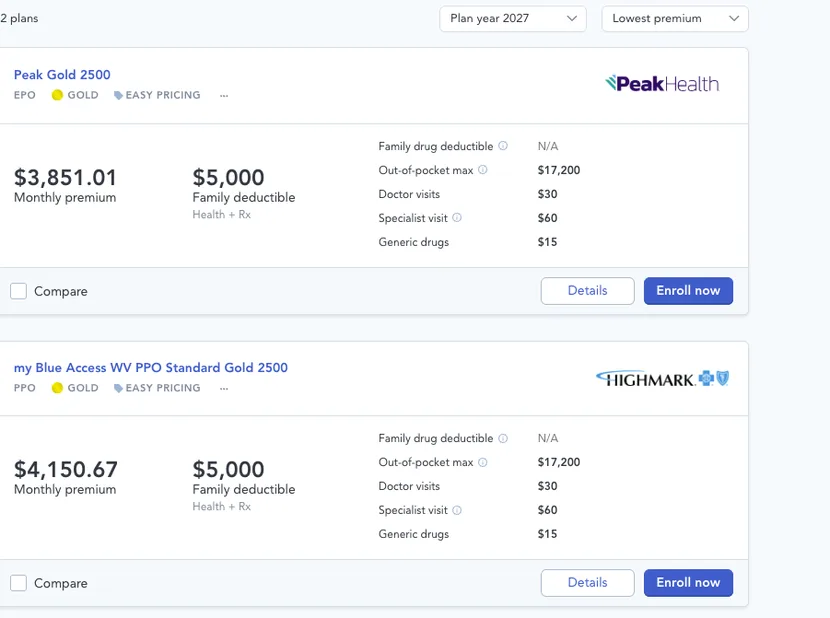 2 plans
Plan year 2027
Lowest premium
Peak Gold 2500
EPO GOLD EASY PRICING ...
PeakHealth
$3,851.01
Monthly premium
$5,000
Family deductible
Health + Rx
Family drug deductible N/A
Out-of-pocket max $17,200
Doctor visits $30
Specialist visit $60
Generic drugs $15
Compare
Details
Enroll now
my Blue Access WV PPO Standard Gold 2500
PPO GOLD EASY PRICING ...
HIGHMARK.
$4,150.67
Monthly premium
$5,000
Family deductible
Health + Rx
Family drug deductible N/A
Out-of-pocket max $17,200
Doctor visits $30
Specialist visit $60
Generic drugs $15
Compare
Details
Enroll now